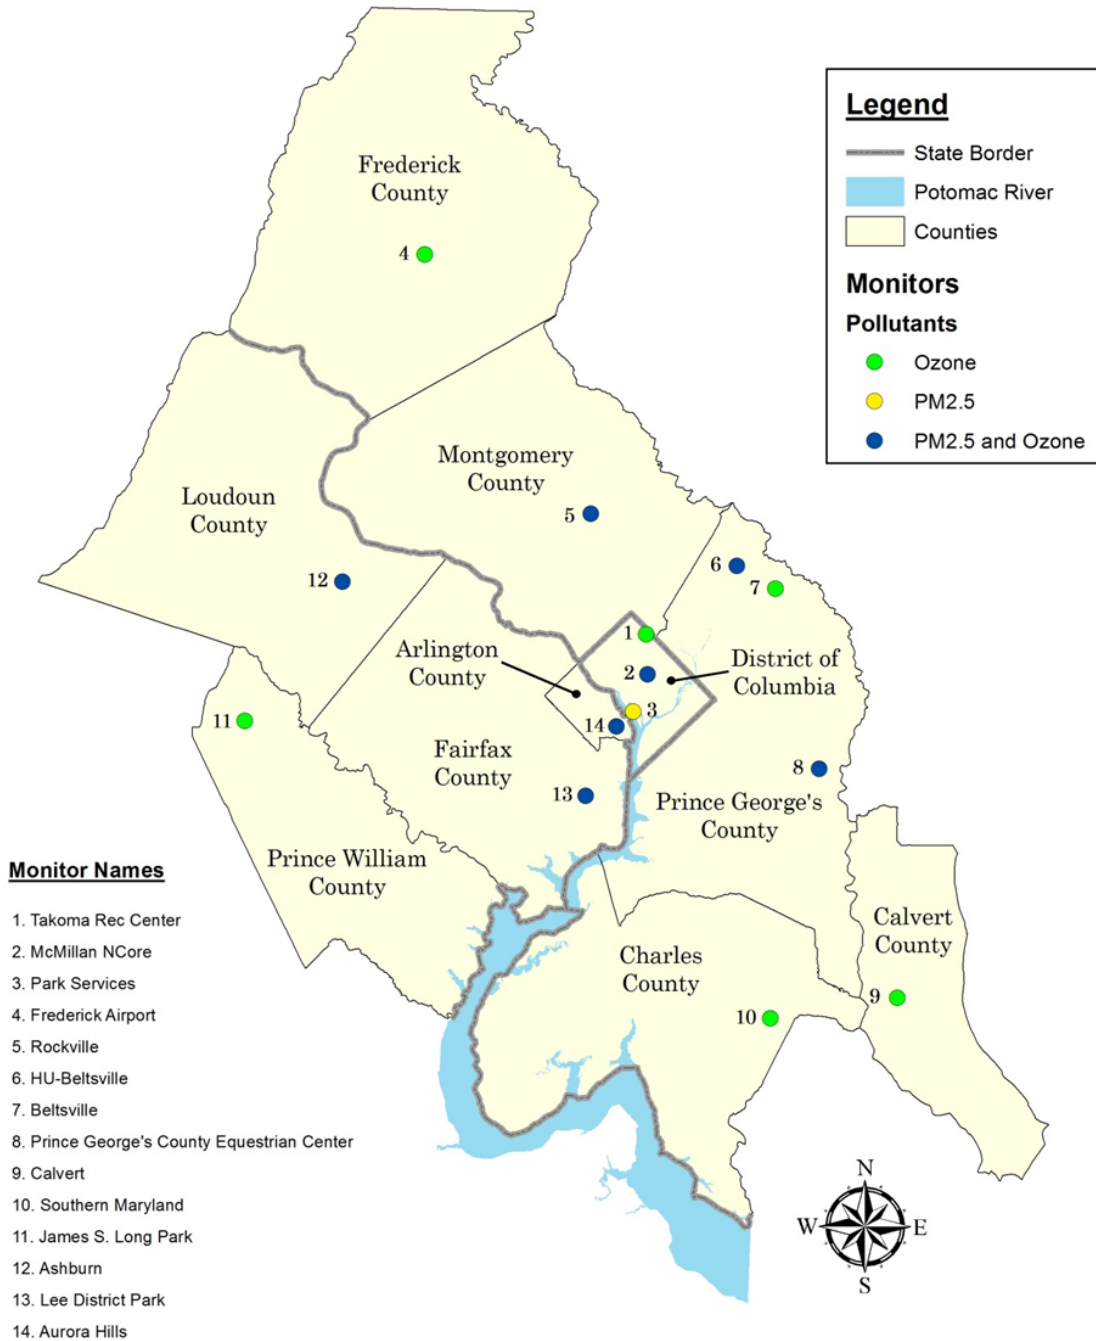 Legend
State Border
Potomac River
Counties
Monitors
Pollutants
Ozone
PM2.5
PM2.5 and Ozone
Frederick
County
4
Montgomery
County
5
Loudoun
County
12
6
7
1
Arlington
County
2
District of
Columbia
3
14
11
Fairfax
County
13
8
Prince George's
County
Prince William
County
Calvert
County
9
Charles
County
10
Monitor Names
1. Takoma Rec Center
2. McMillan NCore
3. Park Services
4. Frederick Airport
5. Rockville
6. HU-Beltsville
7. Beltsville
8. Prince George's County Equestrian Center
9. Calvert
10. Southern Maryland
11. James S. Long Park
12. Ashburn
13. Lee District Park
14. Aurora Hills
N
W
E
S